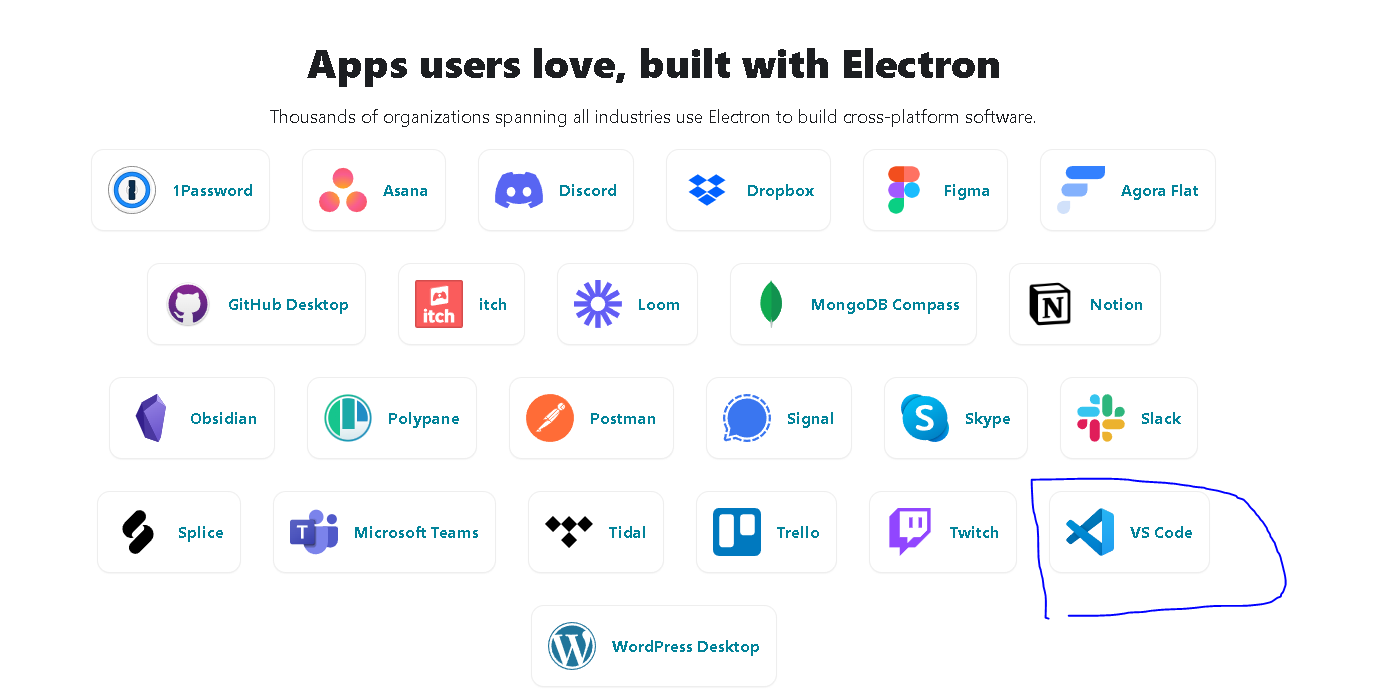 Apps users love, built with Electron
Thousands of organizations spanning all industries use Electron to build cross-platform software.
1Password Asana Discord Dropbox Figma Agora Flat
GitHub Desktop itch itch Loom MongoDB Compass N Notion
Obsidian Polypane Postman Signal S Skype Slack
Splice T Microsoft Teams Tidal Trello Twitch VS Code
W WordPress Desktop